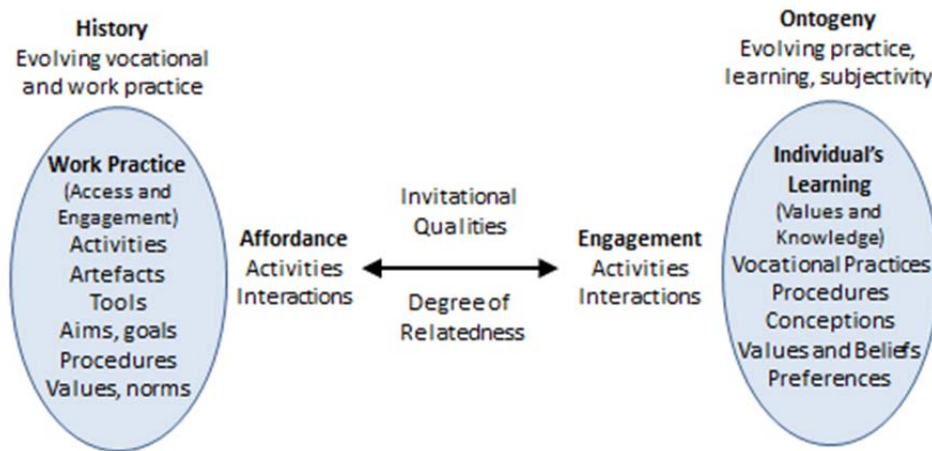 History
Evolving vocational
and work practice
Work Practice
(Access and
Engagement)
Activities
Artefacts
Tools
Aims, goals
Procedures
Values, norms
Affordance
Activities
Interactions
Invitational
Qualities
Degree of
Relatedness
Engagement
Activities
Interactions
Ontogeny
Evolving practice,
learning, subjectivity
Individual's
Learning
(Values and
Knowledge)
Vocational Practices
Procedures
Conceptions
Values and Beliefs
Preferences